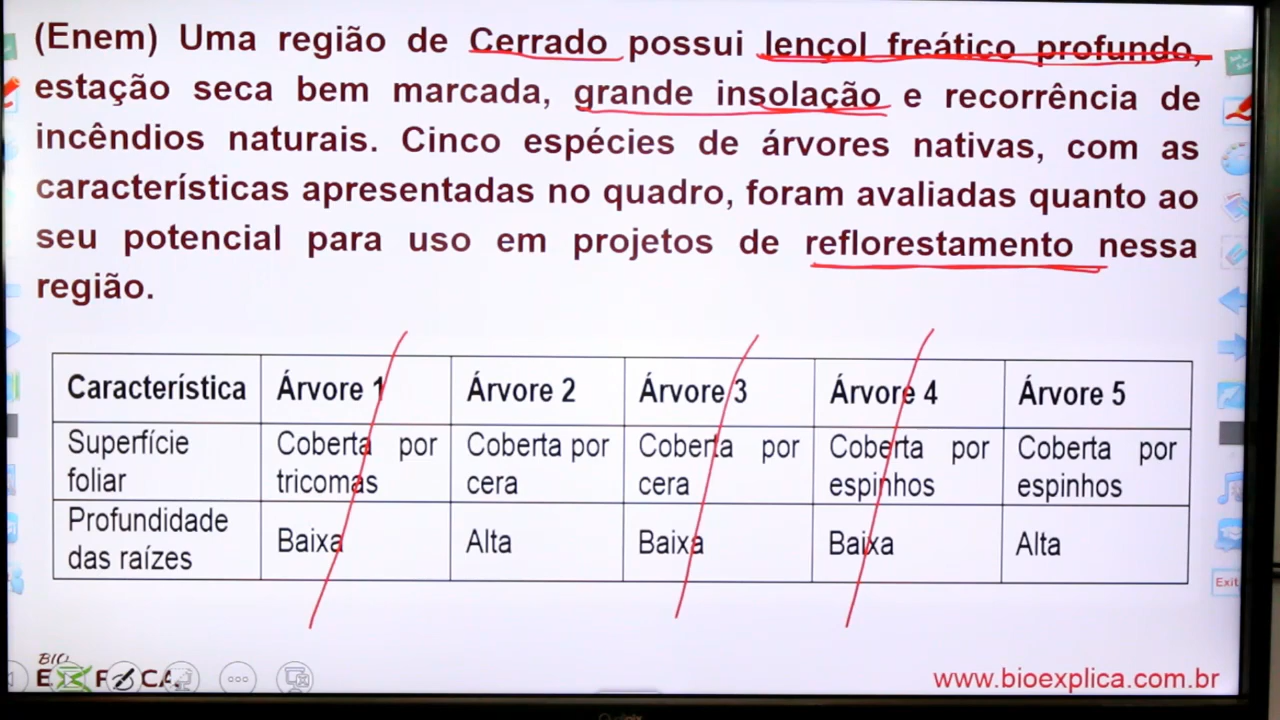 (Enem) Uma região de Cerrado possui lençol freático profundo,
estação seca bem marcada, grande insolação e recorrência de
incêndios naturais. Cinco espécies de árvores nativas, com as
características apresentadas no quadro, foram avaliadas quanto ao
seu potencial para uso em projetos de reflorestamento nessa
região.
Característica Árvore 1 Árvore 2 Árvore 3 Árvore 4 Árvore 5
Superfície foliar Coberta por tricomas Coberta por cera Coberta por cera Coberta por espinhos Coberta por espinhos
Profundidade das raízes Baixa Alta Baixa Baixa Alta
Exit
BIO
www.bioexplica.com.br